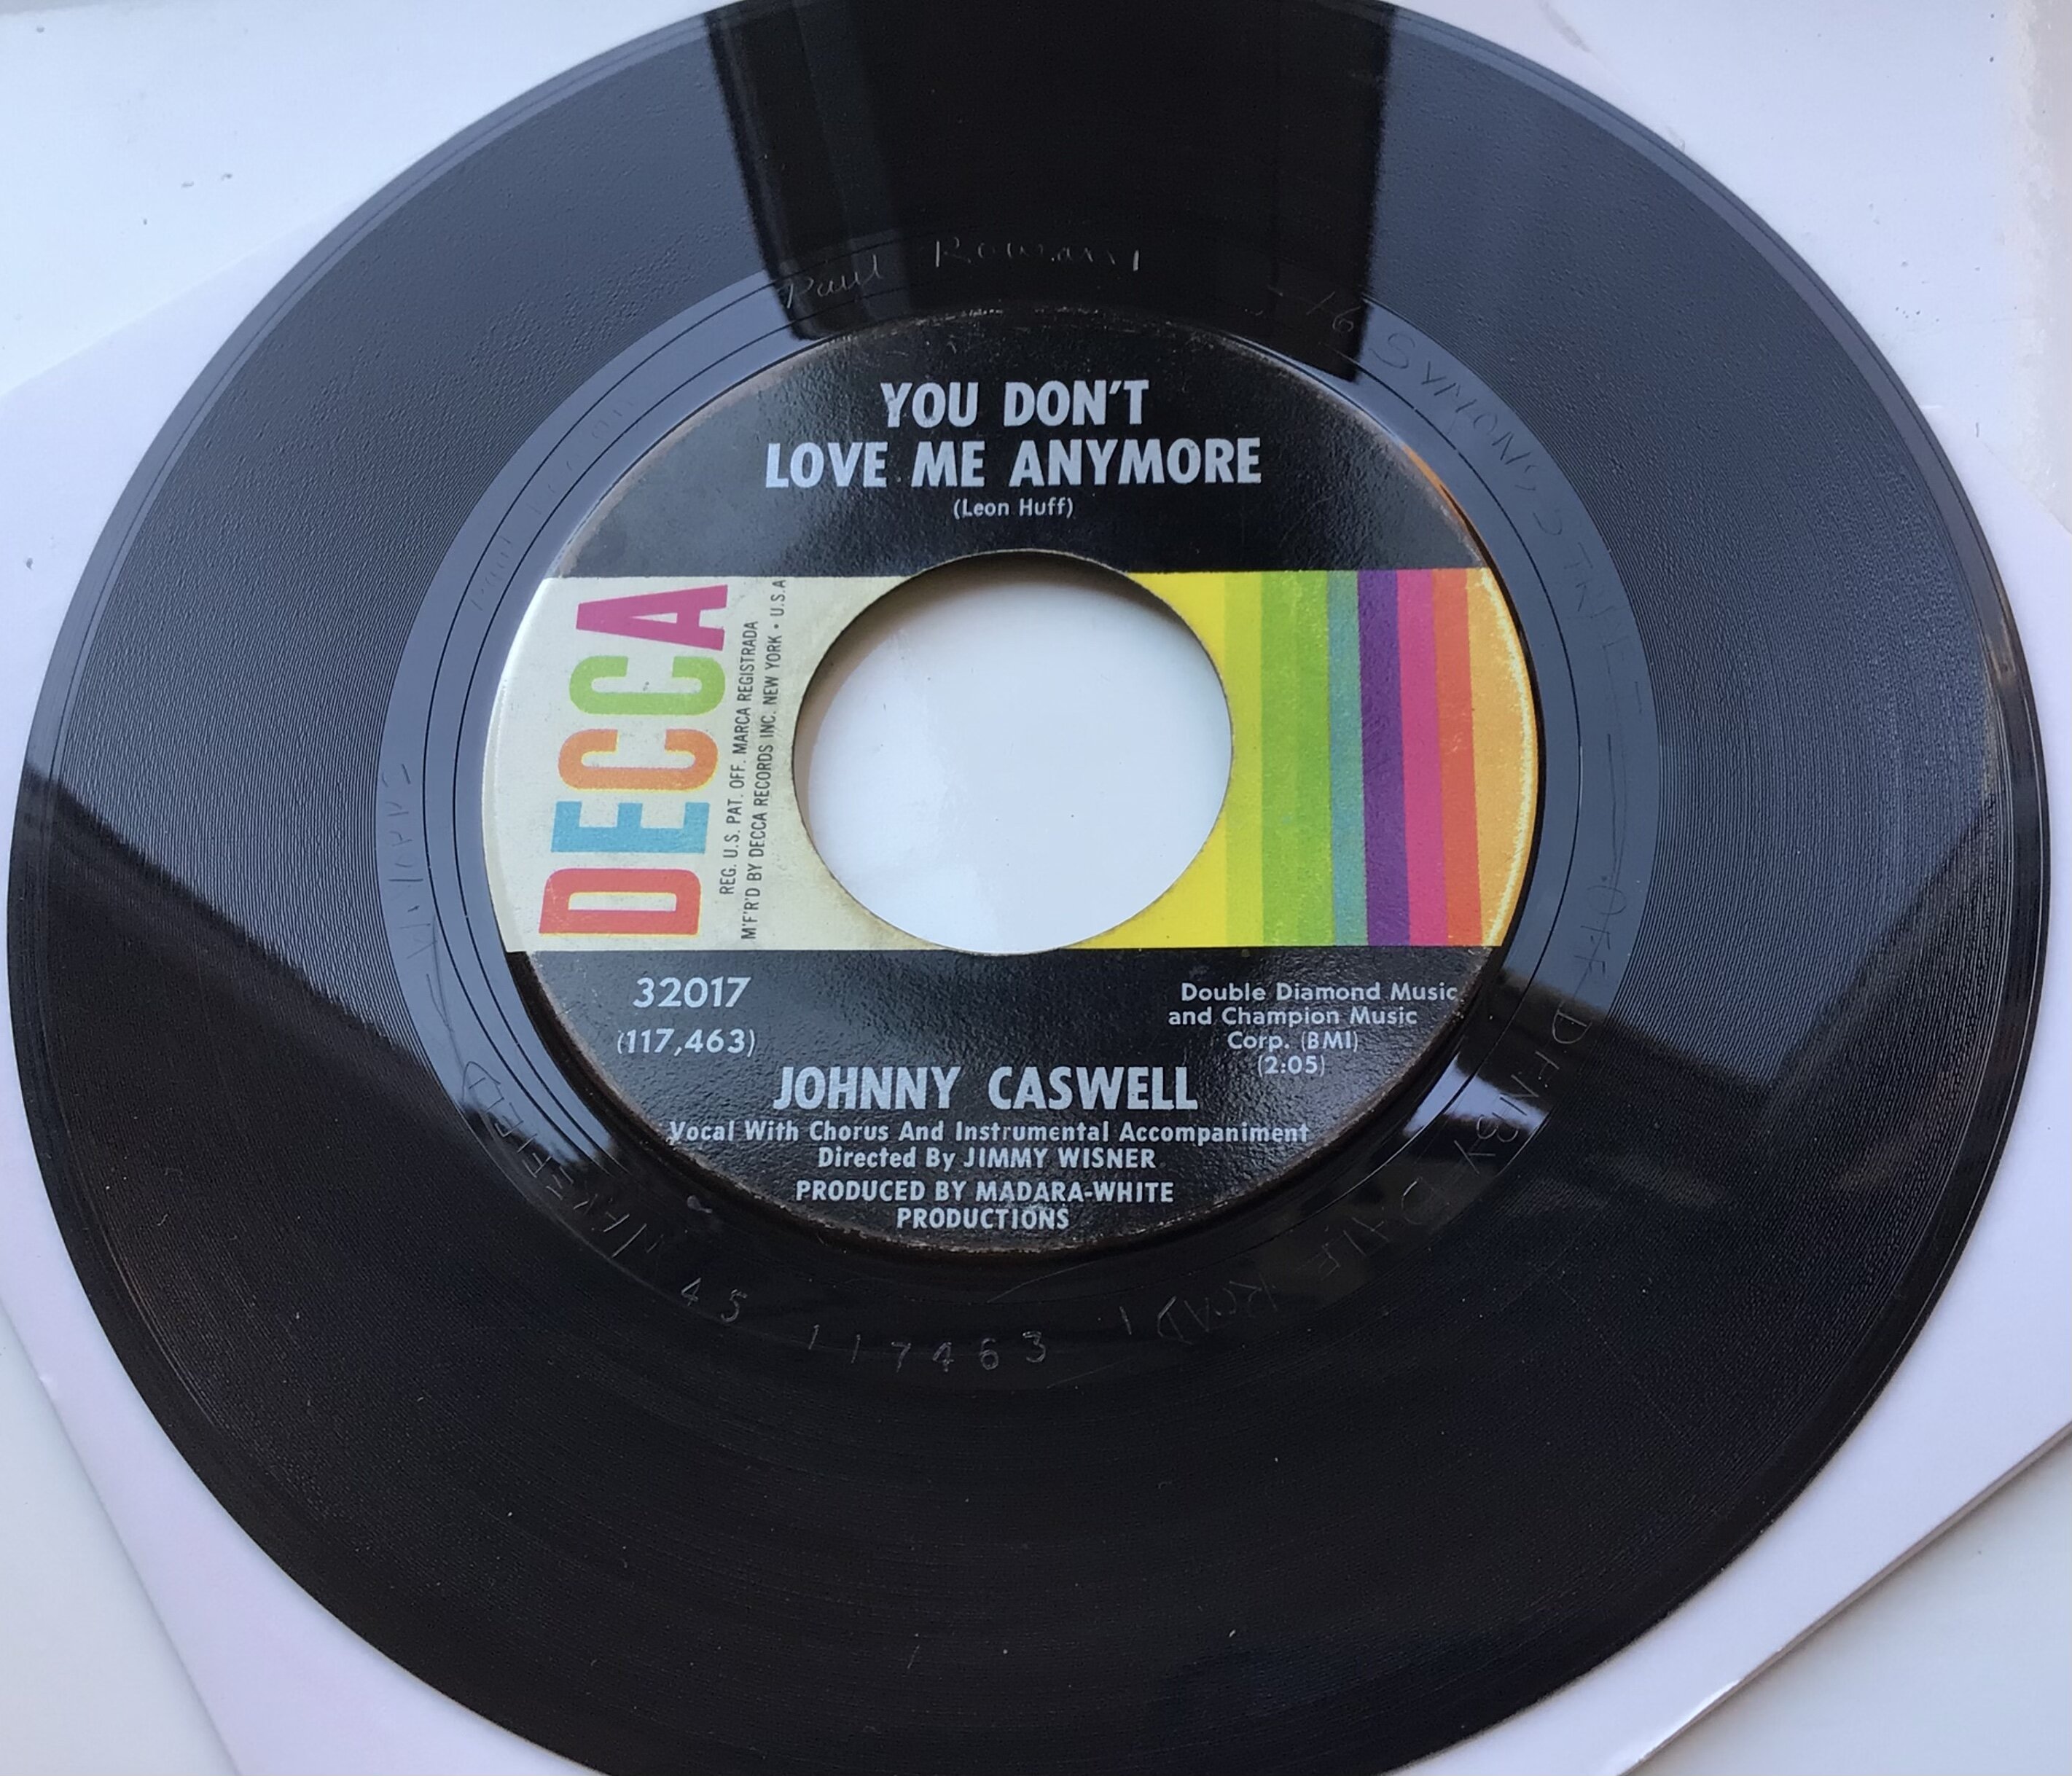 YOU DON'T
LOVE ME ANYMORE
(Leon Huff)
DECCA
REG. U.S. PAT. OFF. MARCA REGISTRADA
M'F'R'D BY DECCA RECORDS INC. NEW YORK • U.S.A
32017
(117,463)
Double Diamond Music
and Champion Music
Corp. (BMI)
(2:05)
JOHNNY CASWELL
Vocal With Chorus And Instrumental Accompaniment
Directed By JIMMY WISNER
PRODUCED BY MADARA-WHITE
PRODUCTIONS
Paul
45 117463